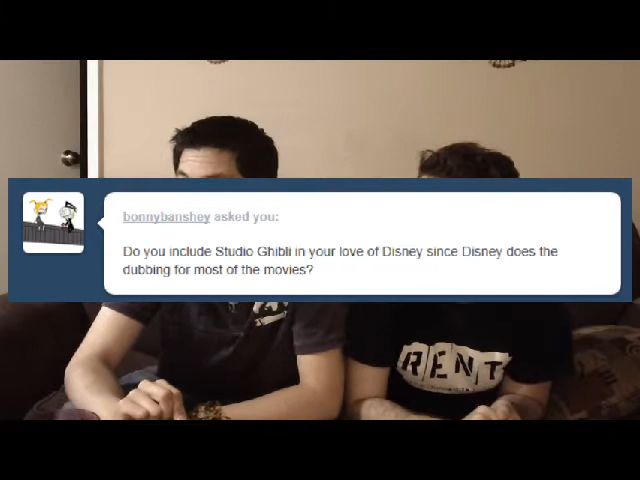 bonnybanshey asked you:
Do you include Studio Ghibli in your love of Disney since Disney does the
dubbing for most of the movies?
RENT